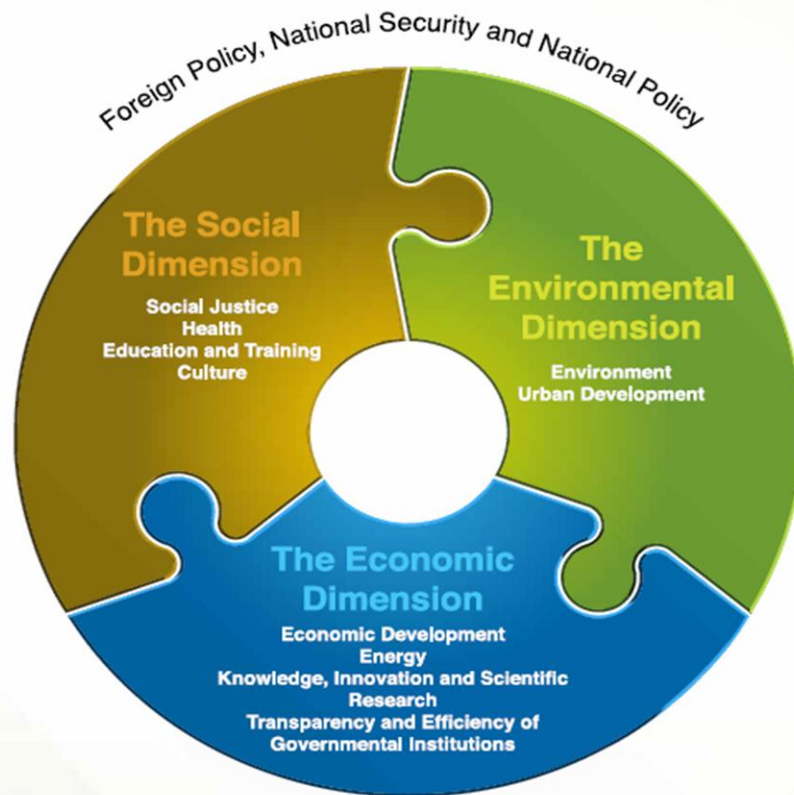 Foreign Policy, National Security and National Policy
The Social
Dimension
Social Justice
Health
Education and Training
Culture
The
Environmental
Dimension
Environment
Urban Development
The Economic
Dimension
Economic Development
Energy
Knowledge, Innovation and Scientific
Research
Transparency and Efficiency of
Governmental Institutions